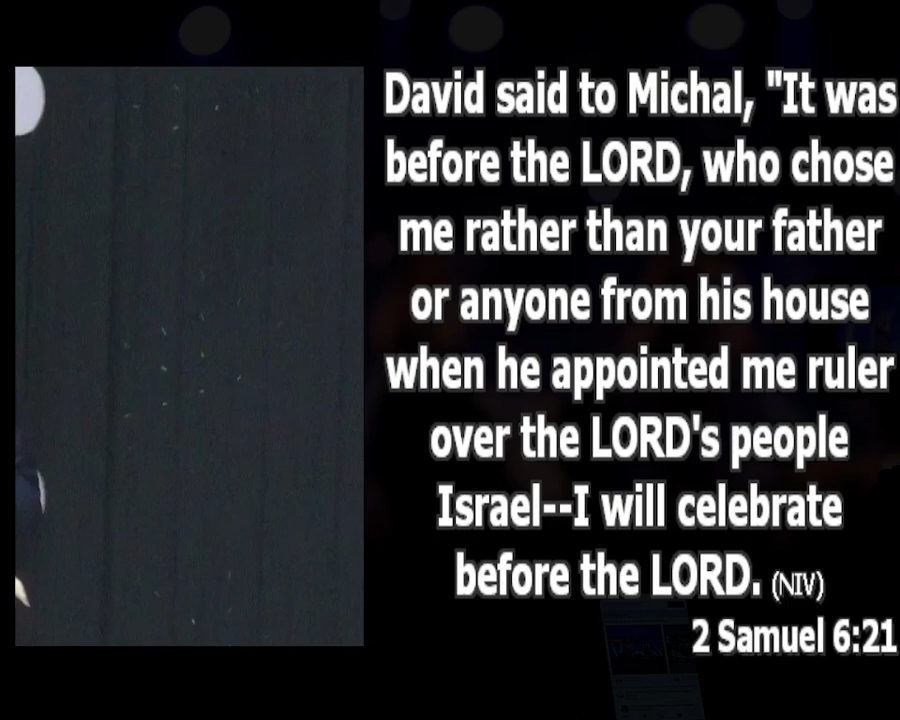 David said to Michal, "It was
before the LORD, who chose
me rather than your father
or anyone from his house
when he appointed me ruler
over the LORD's people
Israel--I will celebrate
before the LORD. (NIV)
2 Samuel 6:21